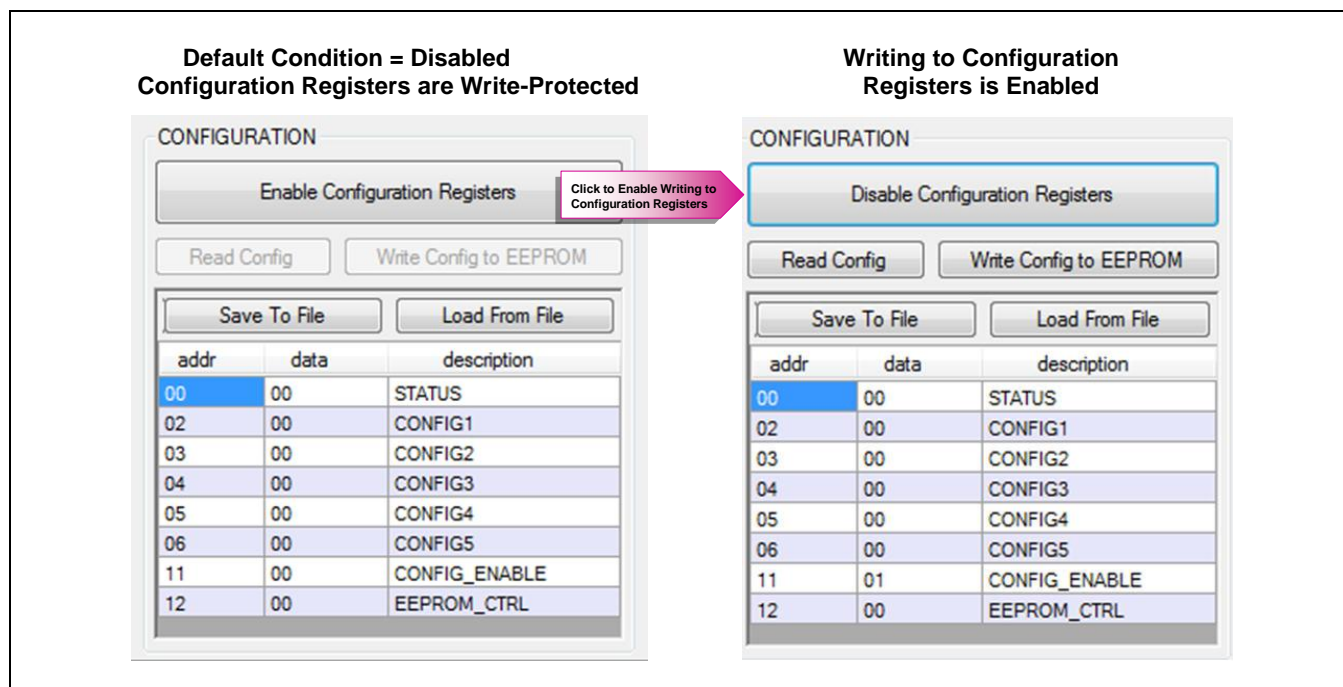 Default Condition = Disabled
Configuration Registers are Write-Protected
CONFIGURATION
Enable Configuration Registers
Read Config
Write Config to EEPROM
Save To File
Load From File
addr data description
00 00 STATUS
02 00 CONFIG1
03 00 CONFIG2
04 00 CONFIG3
05 00 CONFIG4
06 00 CONFIG5
11 00 CONFIG_ENABLE
12 00 EEPROM_CTRL
Click to Enable Writing to
Configuration Registers
Writing to Configuration
Registers is Enabled
CONFIGURATION
Disable Configuration Registers
Read Config
Write Config to EEPROM
Save To File
Load From File
addr data description
00 00 STATUS
02 00 CONFIG1
03 00 CONFIG2
04 00 CONFIG3
05 00 CONFIG4
06 00 CONFIG5
11 01 CONFIG_ENABLE
12 00 EEPROM_CTRL